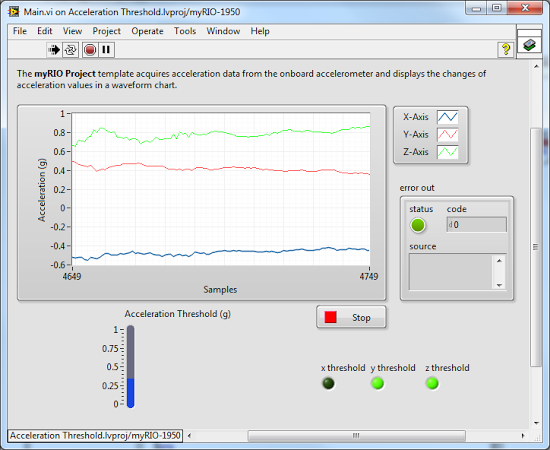 Main.vi on Acceleration Threshold.lvproj/myRIO-1950
File Edit View Project Operate Tools Window Help
The myRIO Project template acquires acceleration data from the onboard accelerometer and displays the changes of
acceleration values in a waveform chart.
Acceleration (g)
1
0.8
0.6
0.4
0.2
0
-0.2
-0.4
-0.6
4649 4749
Samples
X-Axis
Y-Axis
Z-Axis
error out
status code
d 0
source
Stop
Acceleration Threshold (g)
1
0.75
0.5
0.25
0
x threshold y threshold z threshold
Acceleration Threshold.lvproj/myRIO-1950